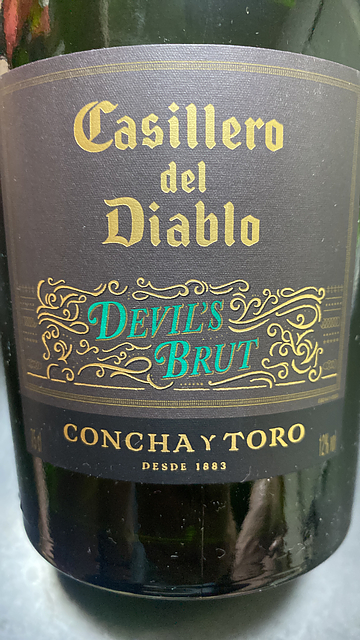 Casillero
del
Diablo
DEVIL'S
BRUT
CONCHA Y TORO
DESDE 1883